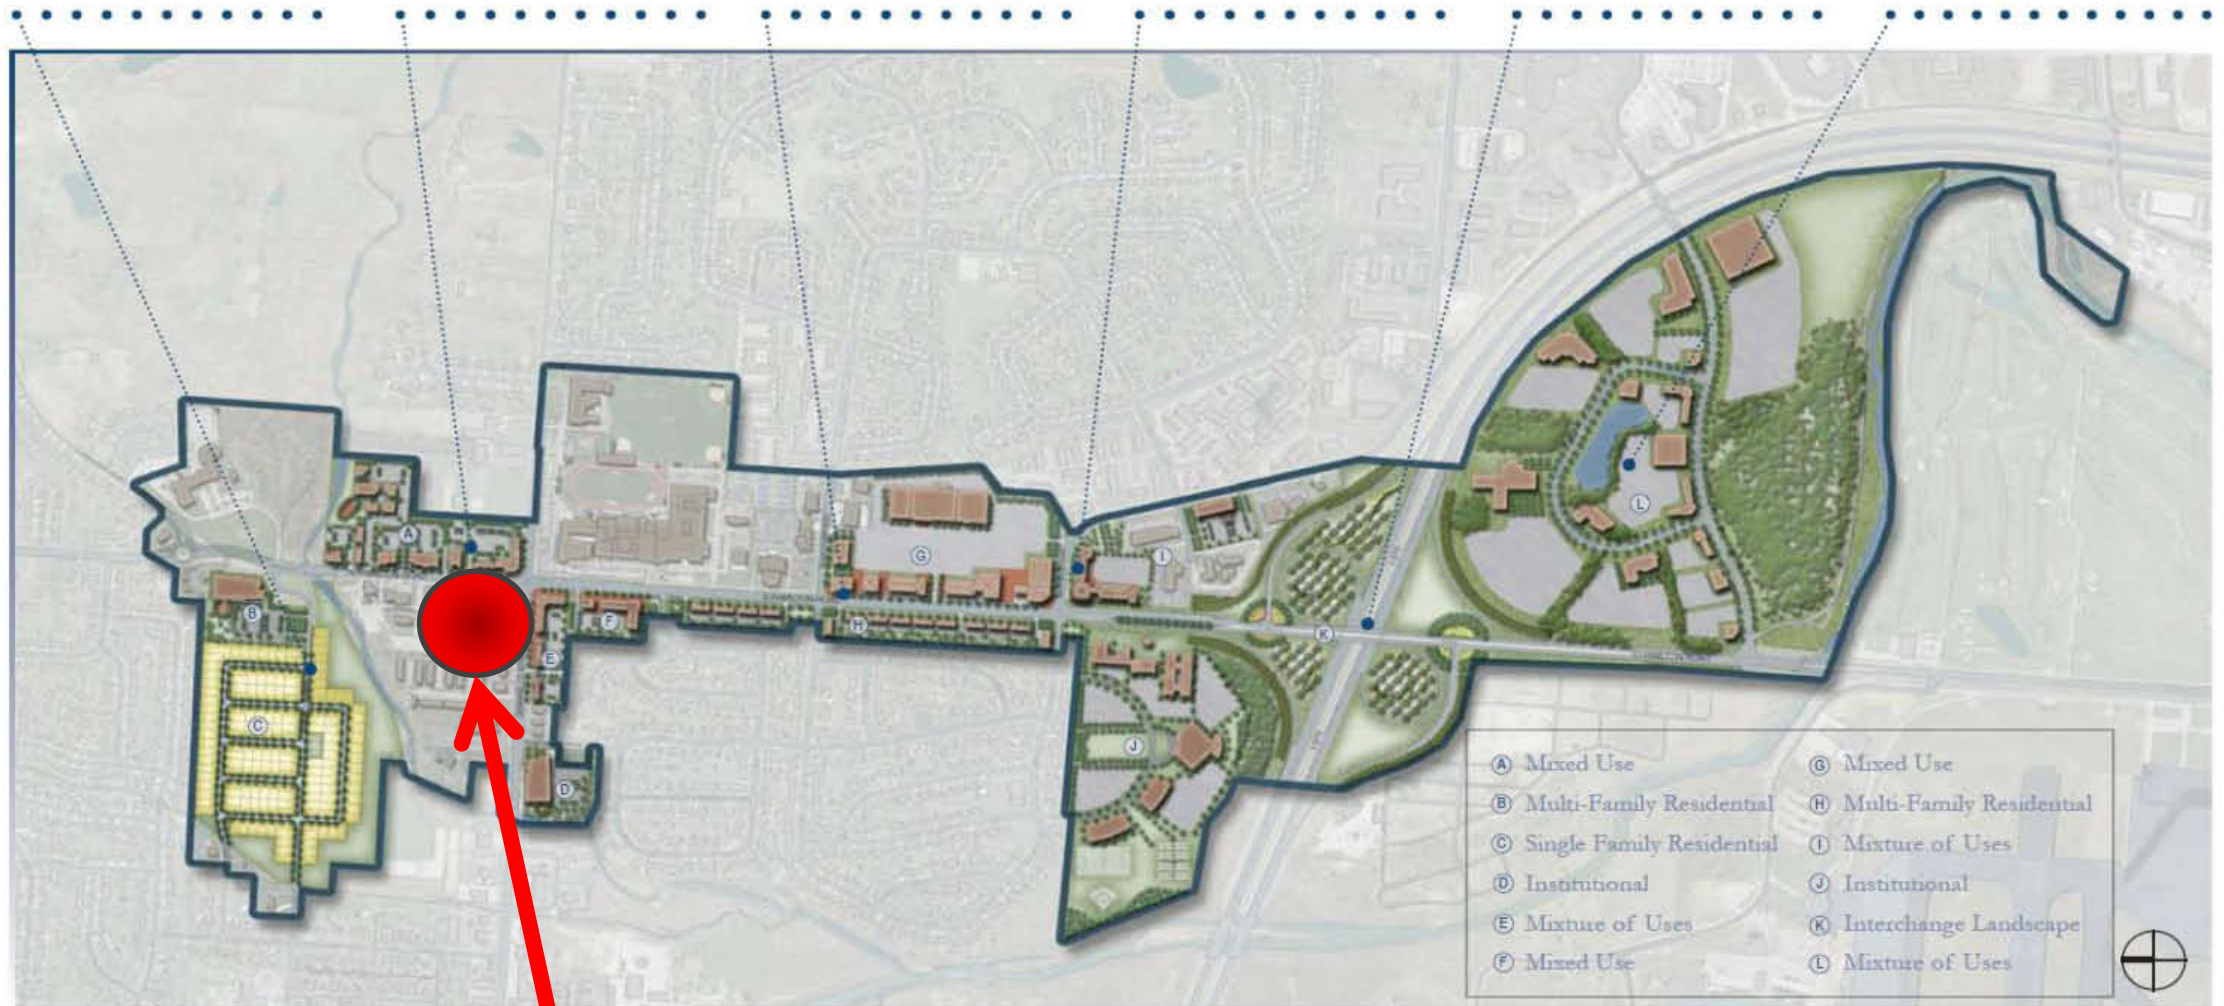 A
G
I
L
B
F
H
K
E
C
J
D
A Mixed Use
B Multi-Family Residential
C Single Family Residential
D Institutional
E Mixture of Uses
F Mixed Use
G Mixed Use
H Multi-Family Residential
I Mixture of Uses
J Institutional
K Interchange Landscape
L Mixture of Uses